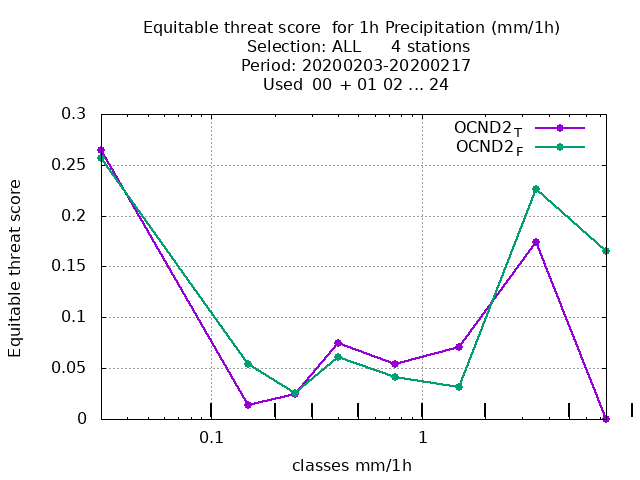 Equitable threat score  for 1h Precipitation (mm/1h)
Selection: ALL      4 stations
Period: 20200203-20200217
Used  00 + 01 02 ... 24
OCND2T
OCND2F
0.3
0.25
0.2
0.15
0.1
0.05
0
Equitable threat score
0.1
1
classes mm/1h